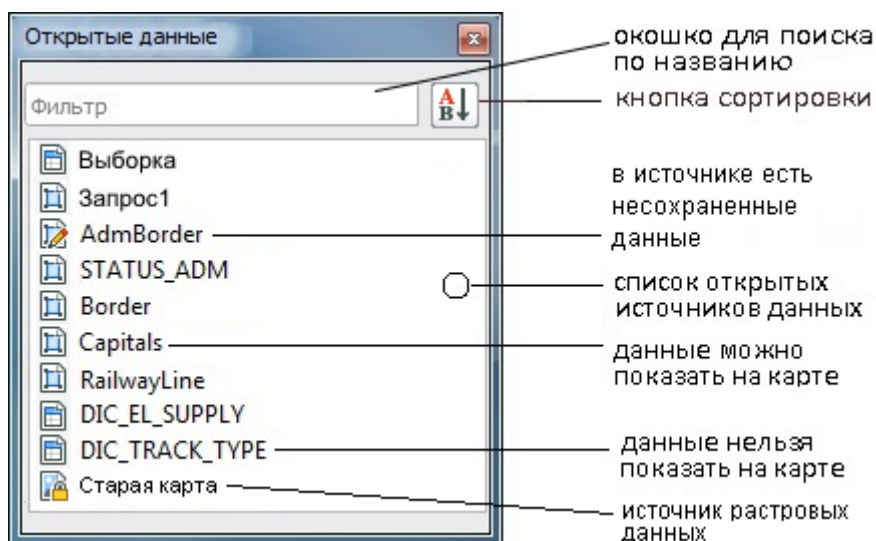 Открытые данные
окошко для поиска
по названию
Фильтр
A
B
кнопка сортировки
Выборка
Запрос1
AdmBorder
в источнике есть
несохраненные
данные
STATUS_ADM
Border
список открытых
источников данных
Capitals
данные можно
показать на карте
RailwayLine
DIC_EL_SUPPLY
DIC_TRACK_TYPE
данные нельзя
показать на карте
Старая карта
источник растровых
данных